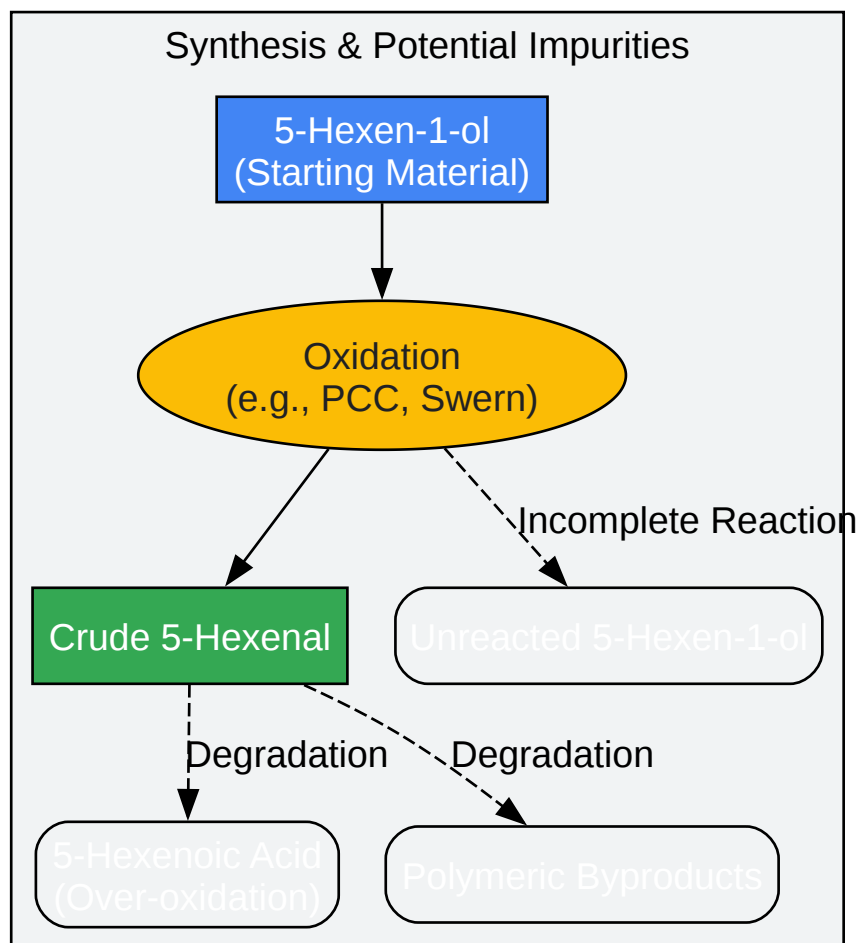 Synthesis & Potential Impurities
5-Hexen-1-ol
(Starting Material)
Oxidation
(e.g., PCC, Swern)
Incomplete Reaction
Crude 5-Hexenal
Unreacted 5-Hexen-1-ol
Degradation
Degradation
5-Hexenoic Acid
(Over-oxidation)
Polymeric Byproducts